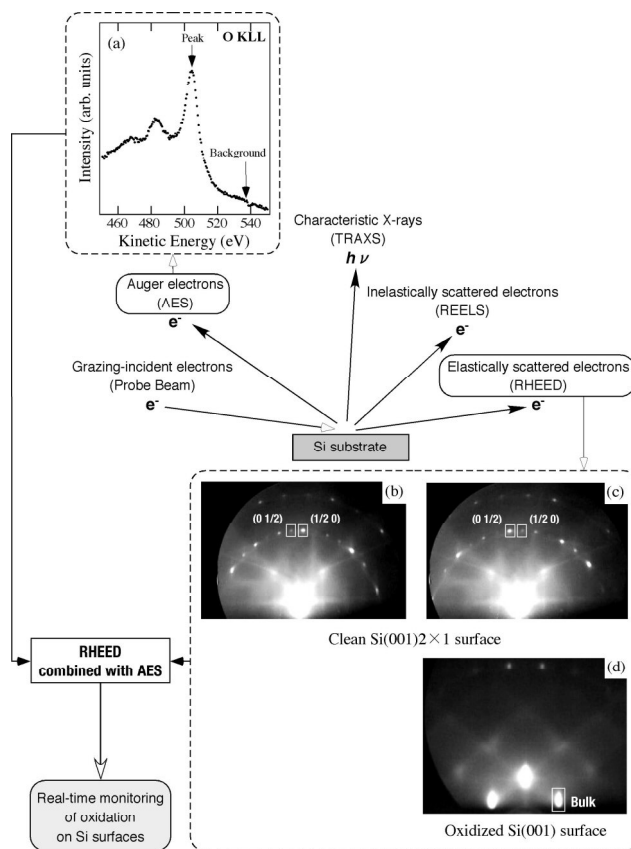 (a)
O KLL
Peak
Background
Intensity (arb. units)
460 480 500 520 540
Kinetic Energy (eV)
Characteristic X-rays
(TRAXS)
hν
Auger electrons
(AES)
e-
Inelastically scattered electrons
(REELS)
e-
Grazing-incident electrons
(Probe Beam)
e-
Elastically scattered electrons
(RHEED)
e-
Si substrate
(b)
(0 1/2)
(1/2 0)
(c)
(0 1/2)
(1/2 0)
Clean Si(001)2×1 surface
RHEED
combined with AES
(d)
Bulk
Real-time monitoring
of oxidation
on Si surfaces
Oxidized Si(001) surface